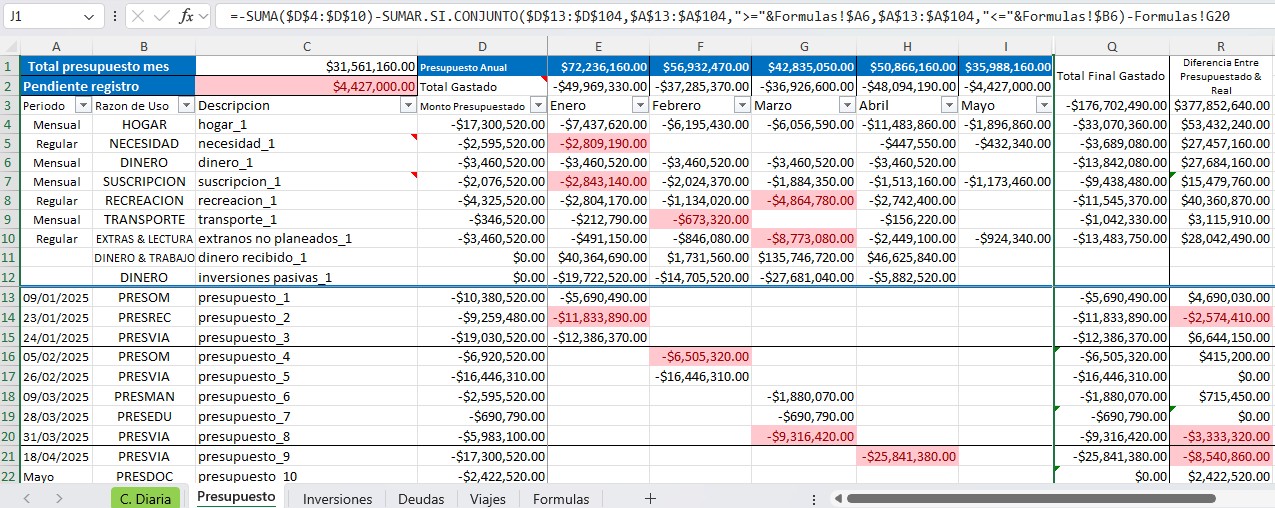 J1 fx =-SUMA($D$4:$D$10)-SUMAR.SI.CONJUNTO($D$13:$D$104,$A$13:$A$104,">="&Formulas!$A6,$A$13:$A$104,"<="&Formulas!$B6)-Formulas!G20
A B C D E F G H I Q R
1 Total presupuesto mes $31,561,160.00 Presupuesto Anual $72,236,160.00 $56,932,470.00 $42,835,050.00 $50,866,160.00 $35,988,160.00 Total Final Gastado Diferencia Entre Presupuestado & Real
2 Pendiente registro $4,427,000.00 Total Gastado -$49,969,330.00 -$37,285,370.00 -$36,926,600.00 -$48,094,190.00 -$4,427,000.00
3 Periodo Razon de Uso Descripcion Monto Presupuestado Enero Febrero Marzo Abril Mayo -$176,702,490.00 $377,852,640.00
4 Mensual HOGAR hogar_1 -$17,300,520.00 -$7,437,620.00 -$6,195,430.00 -$6,056,590.00 -$11,483,860.00 -$1,896,860.00 -$33,070,360.00 $53,432,240.00
5 Regular NECESIDAD necesidad_1 -$2,595,520.00 -$2,809,190.00 -$447,550.00 -$432,340.00 -$3,689,080.00 $27,457,160.00
6 Mensual DINERO dinero_1 -$3,460,520.00 -$3,460,520.00 -$3,460,520.00 -$3,460,520.00 -$3,460,520.00 -$13,842,080.00 $27,684,160.00
7 Mensual SUSCRIPCION suscripcion_1 -$2,076,520.00 -$2,843,140.00 -$2,024,370.00 -$1,884,350.00 -$1,513,160.00 -$1,173,460.00 -$9,438,480.00 $15,479,760.00
8 Regular RECREACION recreacion_1 -$4,325,520.00 -$2,804,170.00 -$1,134,020.00 -$4,864,780.00 -$2,742,400.00 -$11,545,370.00 $40,360,870.00
9 Mensual TRANSPORTE transporte_1 -$346,520.00 -$212,790.00 -$673,320.00 -$156,220.00 -$1,042,330.00 $3,115,910.00
10 Regular EXTRAS & LECTURA extranos no planeados_1 -$3,460,520.00 -$491,150.00 -$846,080.00 -$8,773,080.00 -$2,449,100.00 -$924,340.00 -$13,483,750.00 $28,042,490.00
11 DINERO & TRABAJO dinero recibido_1 $0.00 $40,364,690.00 $1,731,560.00 $135,746,720.00 $46,625,840.00
12 DINERO inversiones pasivas_1 $0.00 -$19,722,520.00 -$14,705,520.00 -$27,681,040.00 -$5,882,520.00
13 09/01/2025 PRESOM presupuesto_1 -$10,380,520.00 -$5,690,490.00 -$5,690,490.00 $4,690,030.00
14 23/01/2025 PRESREC presupuesto_2 -$9,259,480.00 -$11,833,890.00 -$11,833,890.00 -$2,574,410.00
15 24/01/2025 PRESVIA presupuesto_3 -$19,030,520.00 -$12,386,370.00 -$12,386,370.00 $6,644,150.00
16 05/02/2025 PRESOM presupuesto_4 -$6,920,520.00 -$6,505,320.00 -$6,505,320.00 $415,200.00
17 26/02/2025 PRESVIA presupuesto_5 -$16,446,310.00 -$16,446,310.00 -$16,446,310.00 $0.00
18 09/03/2025 PRESMAN presupuesto_6 -$2,595,520.00 -$1,880,070.00 -$1,880,070.00 $715,450.00
19 28/03/2025 PRESEDU presupuesto_7 -$690,790.00 -$690,790.00 -$690,790.00 $0.00
20 31/03/2025 PRESVIA presupuesto_8 -$5,983,100.00 -$9,316,420.00 -$9,316,420.00 -$3,333,320.00
21 18/04/2025 PRESVIA presupuesto_9 -$17,300,520.00 -$25,841,380.00 -$25,841,380.00 -$8,540,860.00
22 Mayo PRESDOC presupuesto_10 -$2,422,520.00 $0.00 $2,422,520.00
C. Diaria Presupuesto Inversiones Deudas Viajes Formulas